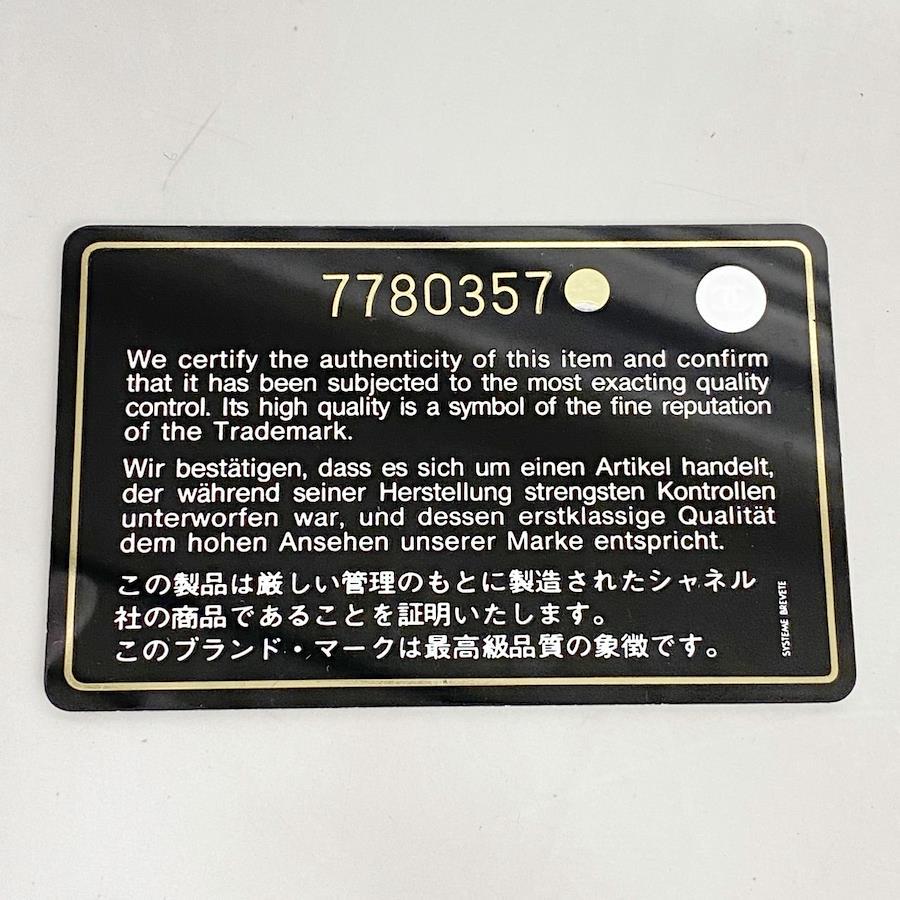 7780357
We certify the authenticity of this item and confirm
that it has been subjected to the most exacting quality
control. Its high quality is a symbol of the fine reputation
of the Trademark.
Wir bestätigen, dass es sich um einen Artikel handelt,
der während seiner Herstellung strengsten Kontrollen
unterworfen war, und dessen erstklassige Qualität
dem hohen Ansehen unserer Marke entspricht.
この製品は厳しい管理のもとに製造されたシャネル
社の商品であることを証明いたします。
このブランド・マークは最高級品質の象徴です。
SYSTEME BREVETE